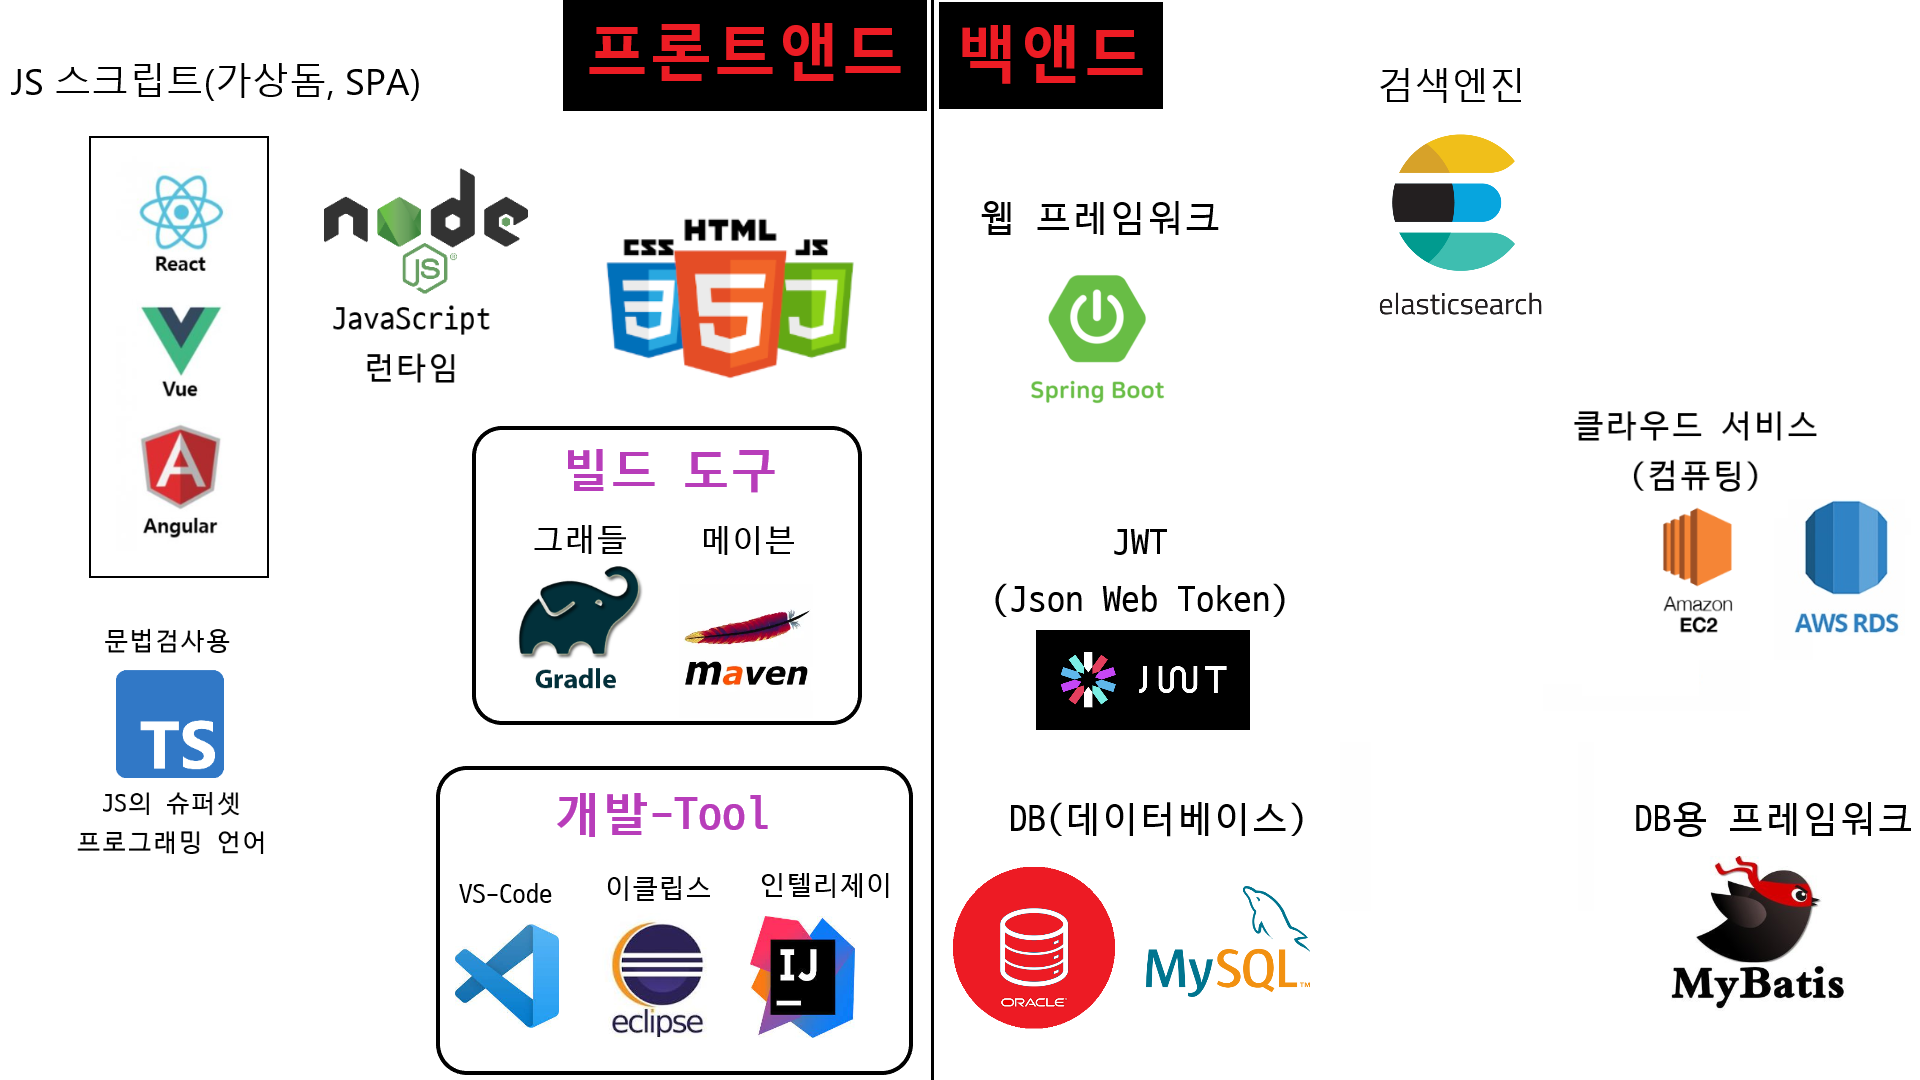 프론트앤드
JS 스크립트(가상돔, SPA)
React
Vue
Angular
node
JS
®
JavaScript
런타임
CSS
HTML
JS
3
5
J
문법검사용
TS
JS의 슈퍼셋
프로그래밍 언어
빌드 도구
그래들
메이븐
Gradle
maven
개발-Tool
VS-Code
이클립스
인텔리제이
eclipse
IJ
백앤드
검색엔진
elasticsearch
웹 프레임워크
Spring Boot
클라우드 서비스
(컴퓨팅)
Amazon
EC2
AWS RDS
JWT
(Json Web Token)
JWT
DB(데이터베이스)
ORACLE
MySQL™
DB용 프레임워크
MyBatis